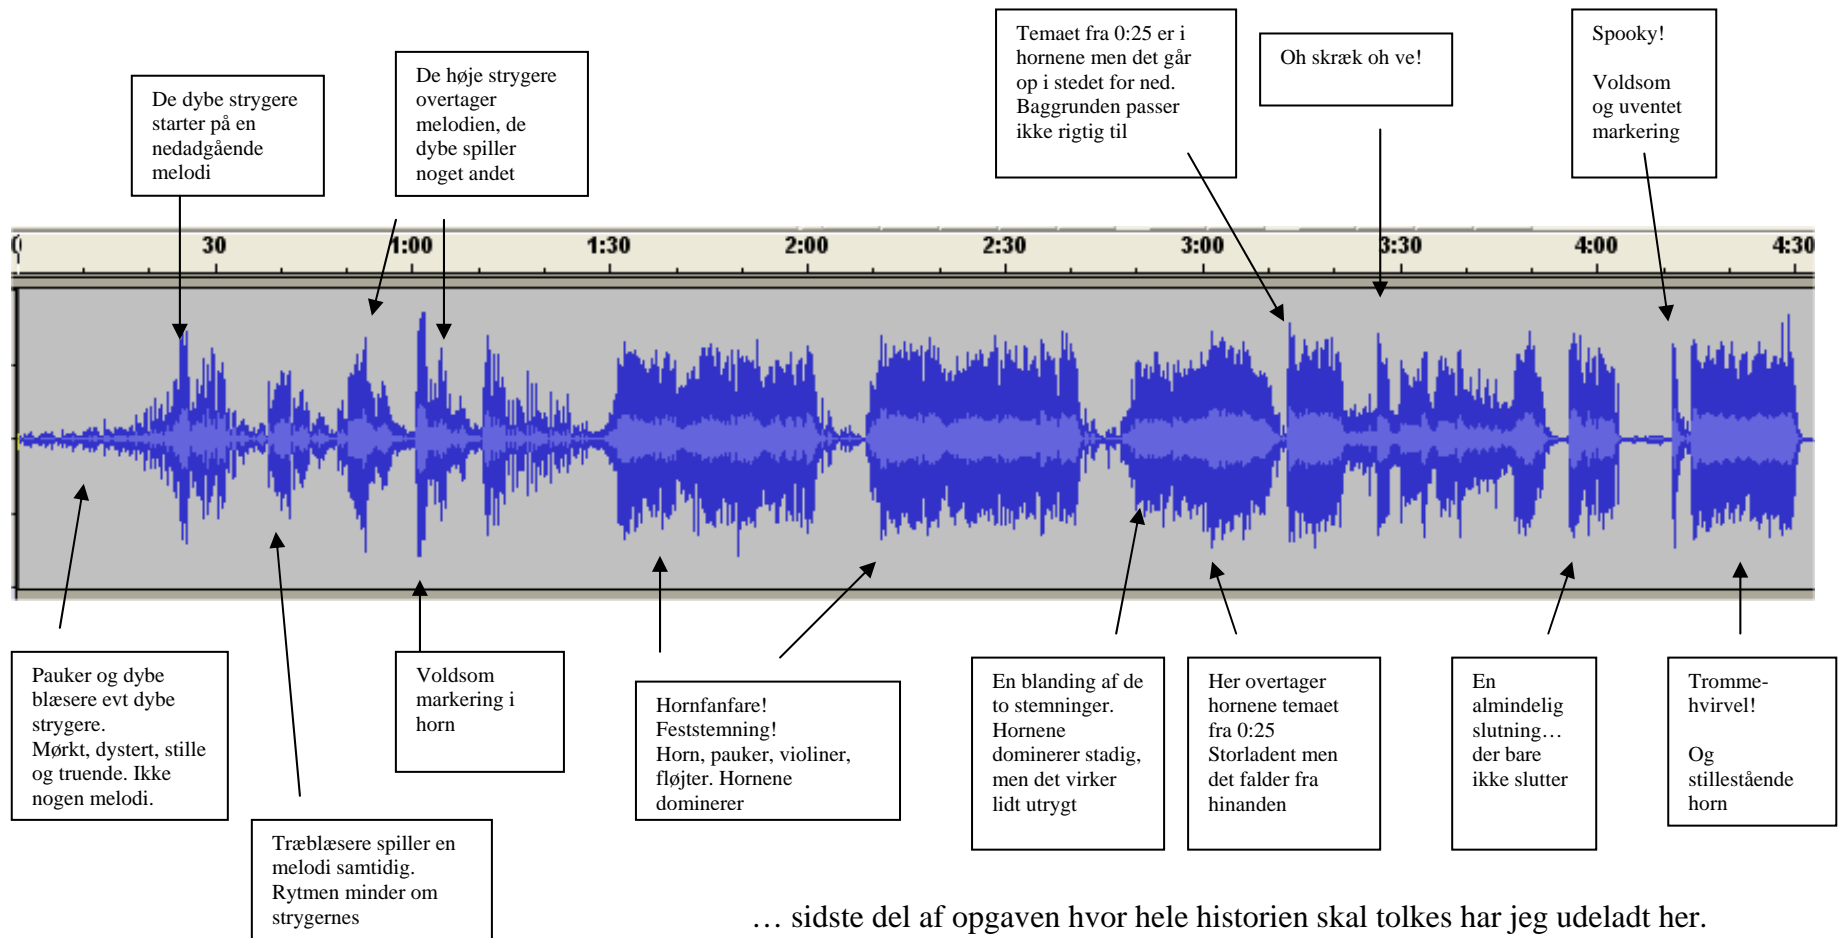 De dybe strygere
starter på en
nedadgående
melodi
De høje strygere
overtager
melodien, de
dybe spiller
noget andet
Temaet fra 0:25 er i
hornene men det går
op i stedet for ned.
Baggrunden passer
ikke rigtig til
Oh skræk oh ve!
Spooky!
Voldsom
og uventet
markering
0 30 1:00 1:30 2:00 2:30 3:00 3:30 4:00 4:30
Pauker og dybe
blæsere evt dybe
strygere.
Mørkt, dystert, stille
og truende. Ikke
nogen melodi.
Træblæsere spiller en
melodi samtidig.
Rytmen minder om
strygernes
Voldsom
markering i
horn
Hornfanfare!
Feststemning!
Horn, pauker, violiner,
fløjter. Hornene
dominerer
En blanding af de
to stemninger.
Hornene
dominerer stadig,
men det virker
lidt utrygt
Her overtager
hornene temaet
fra 0:25
Storladent men
det falder fra
hinanden
En
almindelig
slutning…
der bare
ikke slutter
Tromme-
hvirvel!
Og
stillestående
horn
… sidste del af opgaven hvor hele historien skal tolkes har jeg udeladt her.